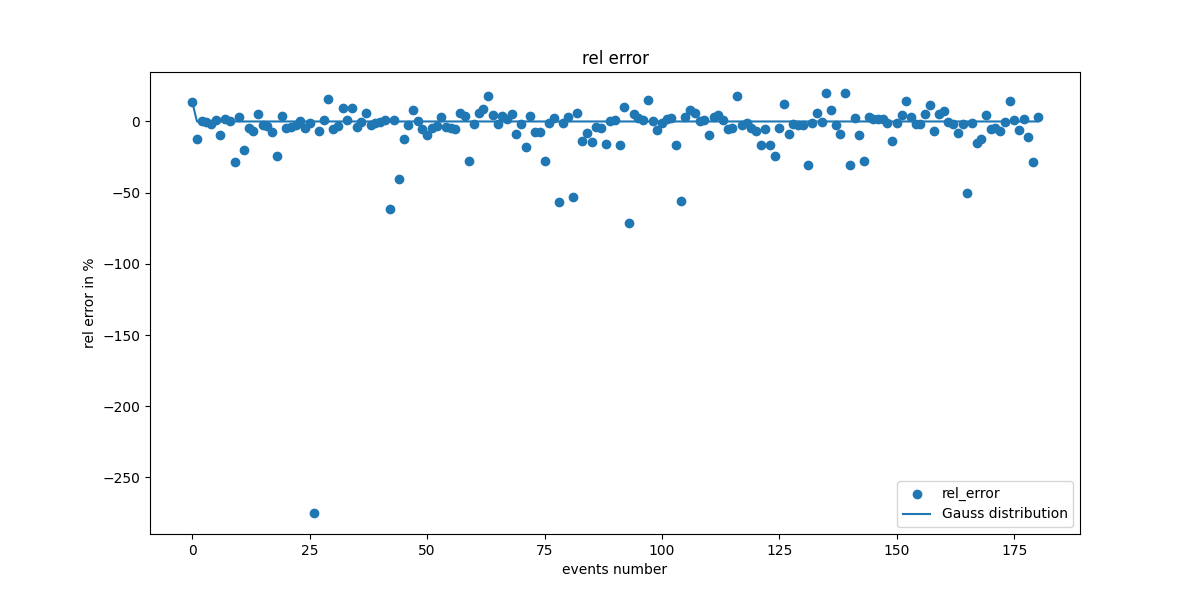 rel error
rel error in %
0
−50
−100
−150
−200
−250
rel_error
Gauss distribution
0 25 50 75 100 125 150 175
events number